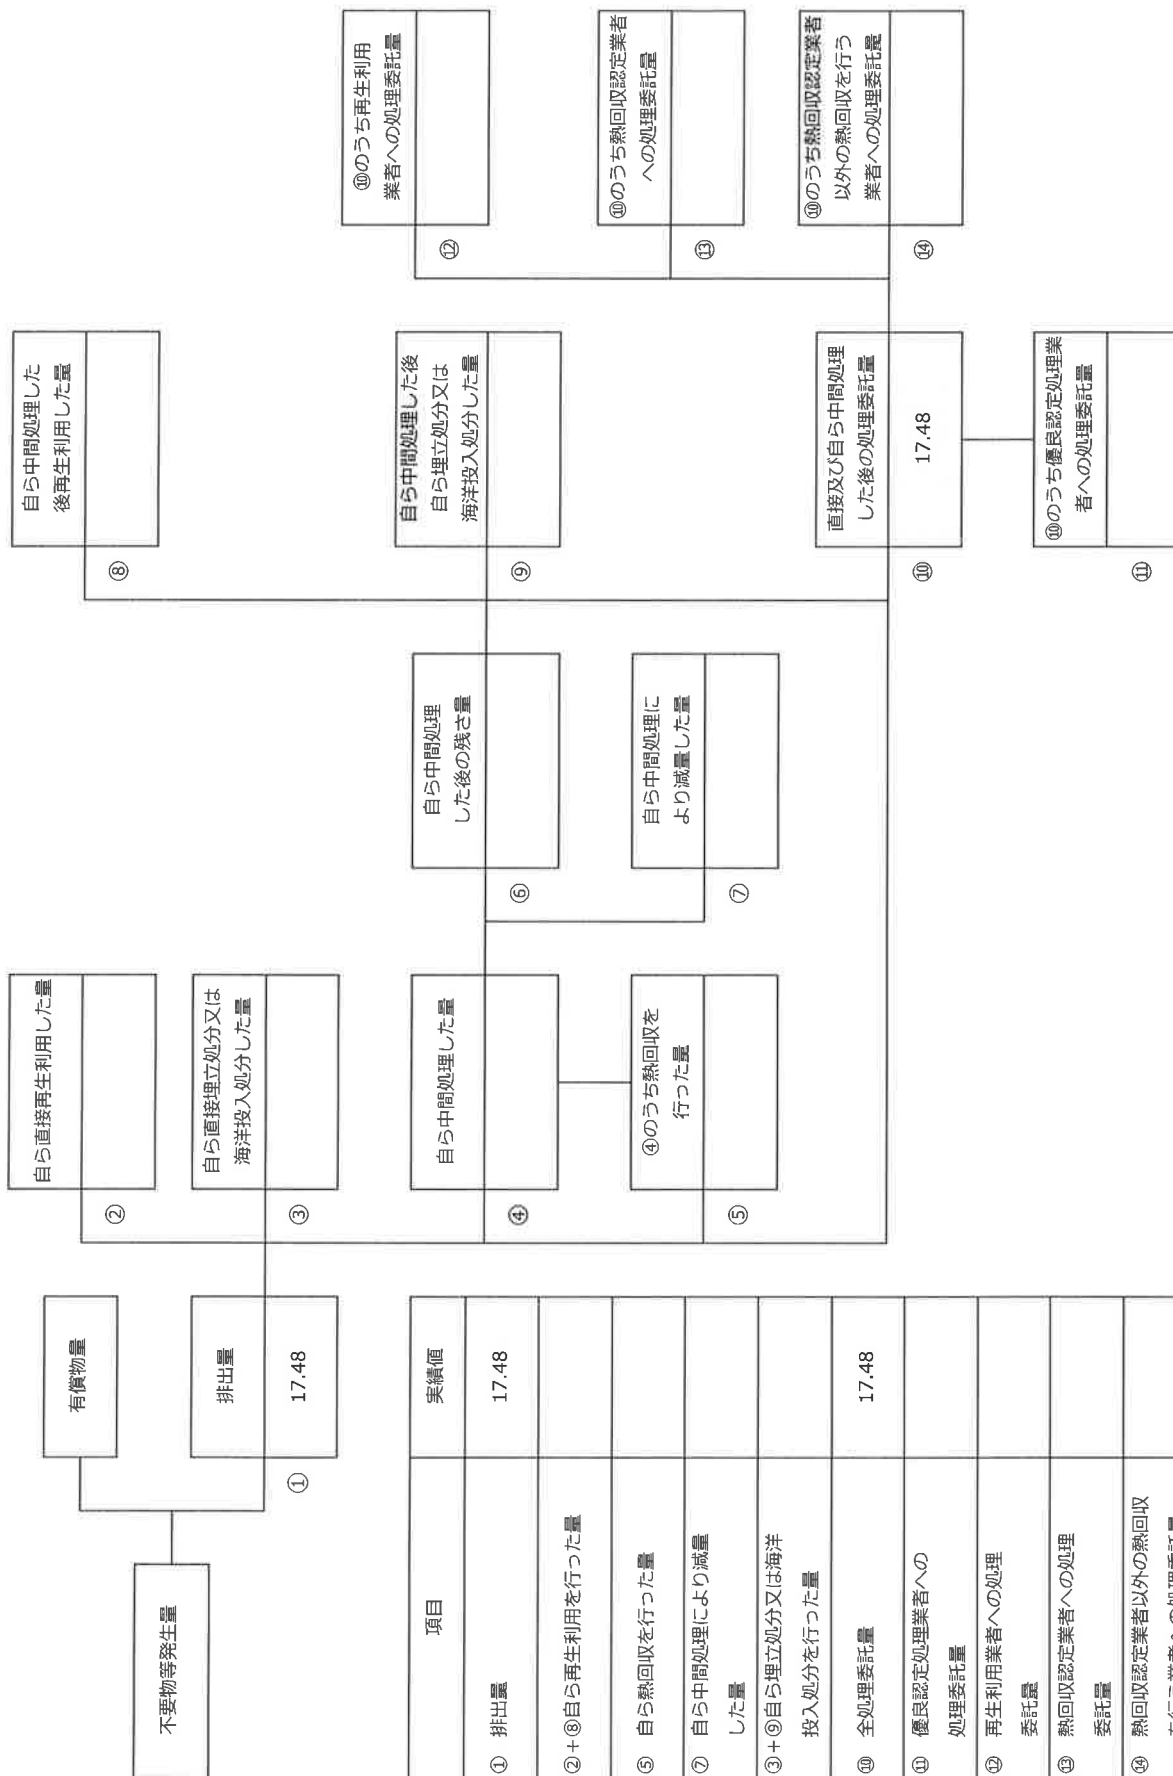 不要物等発生量
有償物量
排出量
17.48
①
②
自ら直接再生利用した量
③
自ら直接埋立処分又は
海洋投入処分した量
④
自ら中間処理した量
⑤
④のうち熱回収を
行った量
⑥
自ら中間処理
した後の残さ量
⑦
自ら中間処理に
より減量した量
⑧
自ら中間処理した
後再生利用した量
⑨
自ら中間処理した後
自ら埋立処分又は
海洋投入処分した量
⑩
直接及び自ら中間処理
した後の処理委託量
17.48
⑪
⑩のうち優良認定処理業
者への処理委託量
⑫
⑩のうち再生利用
業者への処理委託量
⑬
⑩のうち熱回収認定業者
への処理委託量
⑭
⑩のうち熱回収認定業者
以外の熱回収を行う
業者への処理委託量
項目 実績値
① 排出量 17.48
②+⑧自ら再生利用を行った量
⑤ 自ら熱回収を行った量
⑦ 自ら中間処理により減量
した量
③+⑨自ら埋立処分又は海洋
投入処分を行った量
⑩ 全処理委託量 17.48
⑪ 優良認定処理業者への
処理委託量
⑫ 再生利用業者への処理
委託量
⑬ 熱回収認定業者への処理
委託量
⑭ 熱回収認定業者以外の熱回収
を行う業者への処理委託量